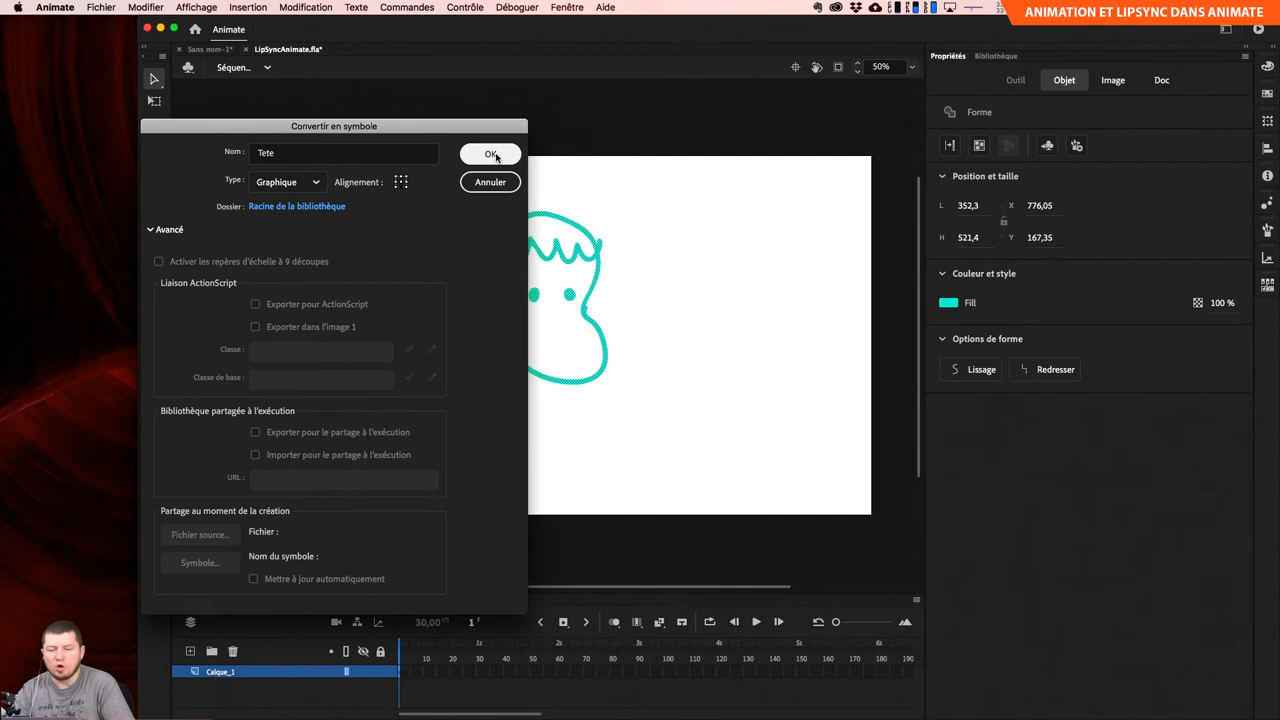 Animate Fichier Modifier Affichage Insertion Modification Texte Commandes Contrôle Déboguer Fenêtre Aide
ANIMATION ET LIPSYNC DANS ANIMATE
Animate
Sans nom-1* LipSyncAnimate.fla*
Séquen...
50%
Propriétés Bibliothèque
Outil Objet Image Doc
Forme
Position et taille
L 352,3 X 776,05
H 521,4 Y 167,35
Couleur et style
Fill 100 %
Options de forme
Lissage Redresser
Convertir en symbole
Nom : Tete OK
Type : Graphique Alignement : Annuler
Dossier : Racine de la bibliothèque
Avancé
Activer les repères d'échelle à 9 découpes
Liaison ActionScript
Exporter pour ActionScript
Exporter dans l'image 1
Classe :
Classe de base :
Bibliothèque partagée à l'exécution
Exporter pour le partage à l'exécution
Importer pour le partage à l'exécution
URL :
Partage au moment de la création
Fichier source... Fichier :
Nom du symbole :
Symbole...
Mettre à jour automatiquement
30,00 1 F
1s 2s 3s 4s 5s 6s
10 20 30 40 50 60 70 80 90 100 110 120 130 140 150 160 170 180 190
Calque_1